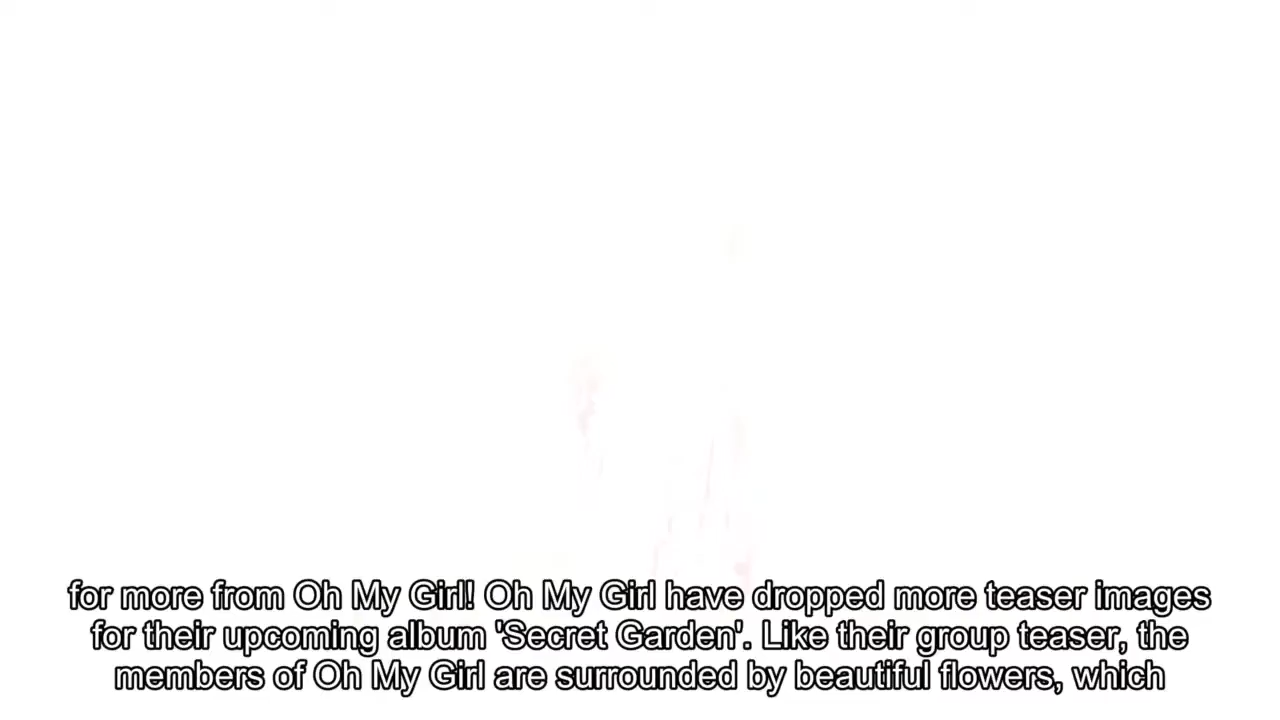 for more from Oh My Girl! Oh My Girl have dropped more teaser images
for their upcoming album 'Secret Garden'. Like their group teaser, the
members of Oh My Girl are surrounded by beautiful flowers, which